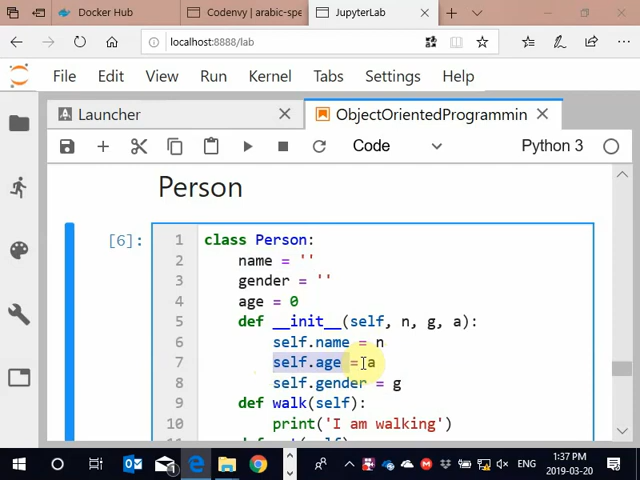 Docker Hub
Codenvy | arabic-spe
JupyterLab
localhost:8888/lab
File Edit View Run Kernel Tabs Settings Help
Launcher
ObjectOrientedProgrammin
Code
Python 3
Person
[6]:
1 class Person:
2 name = ''
3 gender = ''
4 age = 0
5 def __init__(self, n, g, a):
6 self.name = n
7 self.age = a
8 self.gender = g
9 def walk(self):
10 print('I am walking')
ENG
1:37 PM
2019-03-20